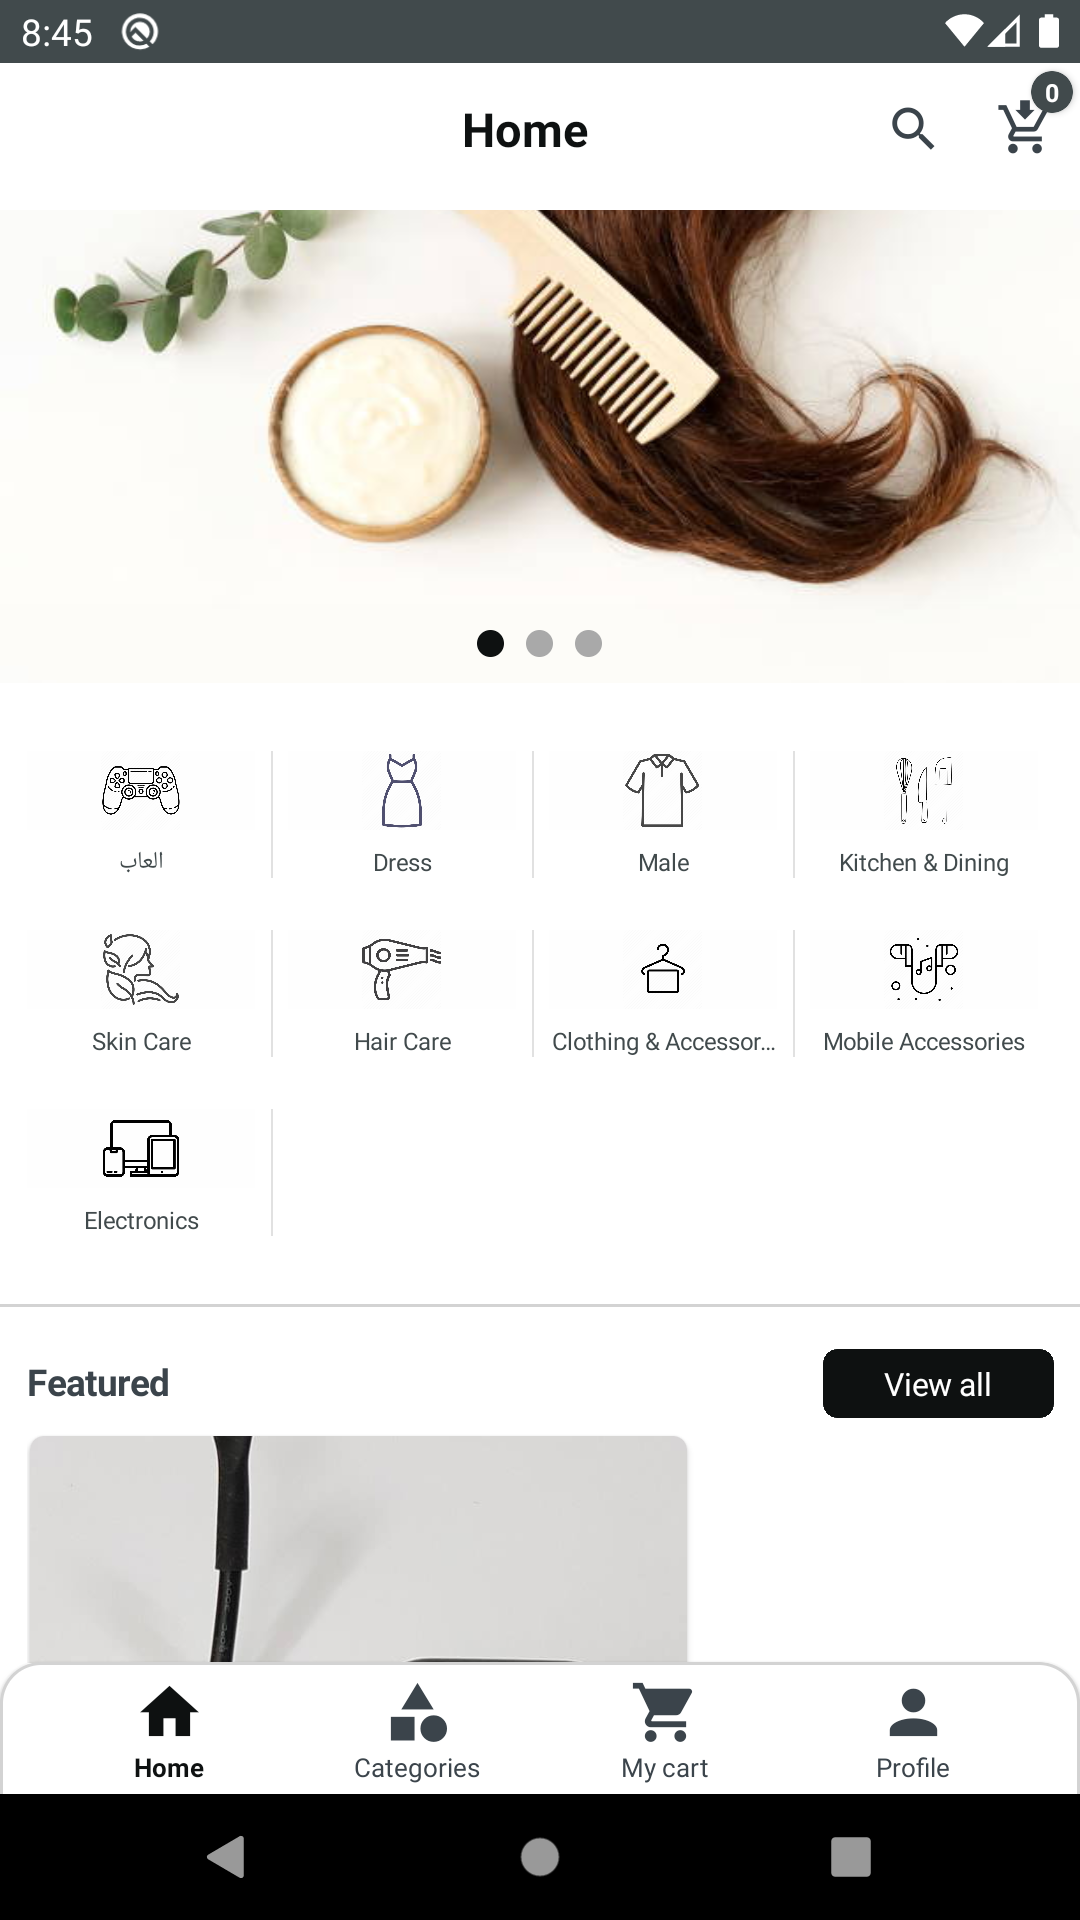 8:45
Home
0
العاب
Dress
Male
Kitchen & Dining
Skin Care
Hair Care
Clothing & Accessor...
Mobile Accessories
Electronics
Featured
View all
Home
Categories
My cart
Profile